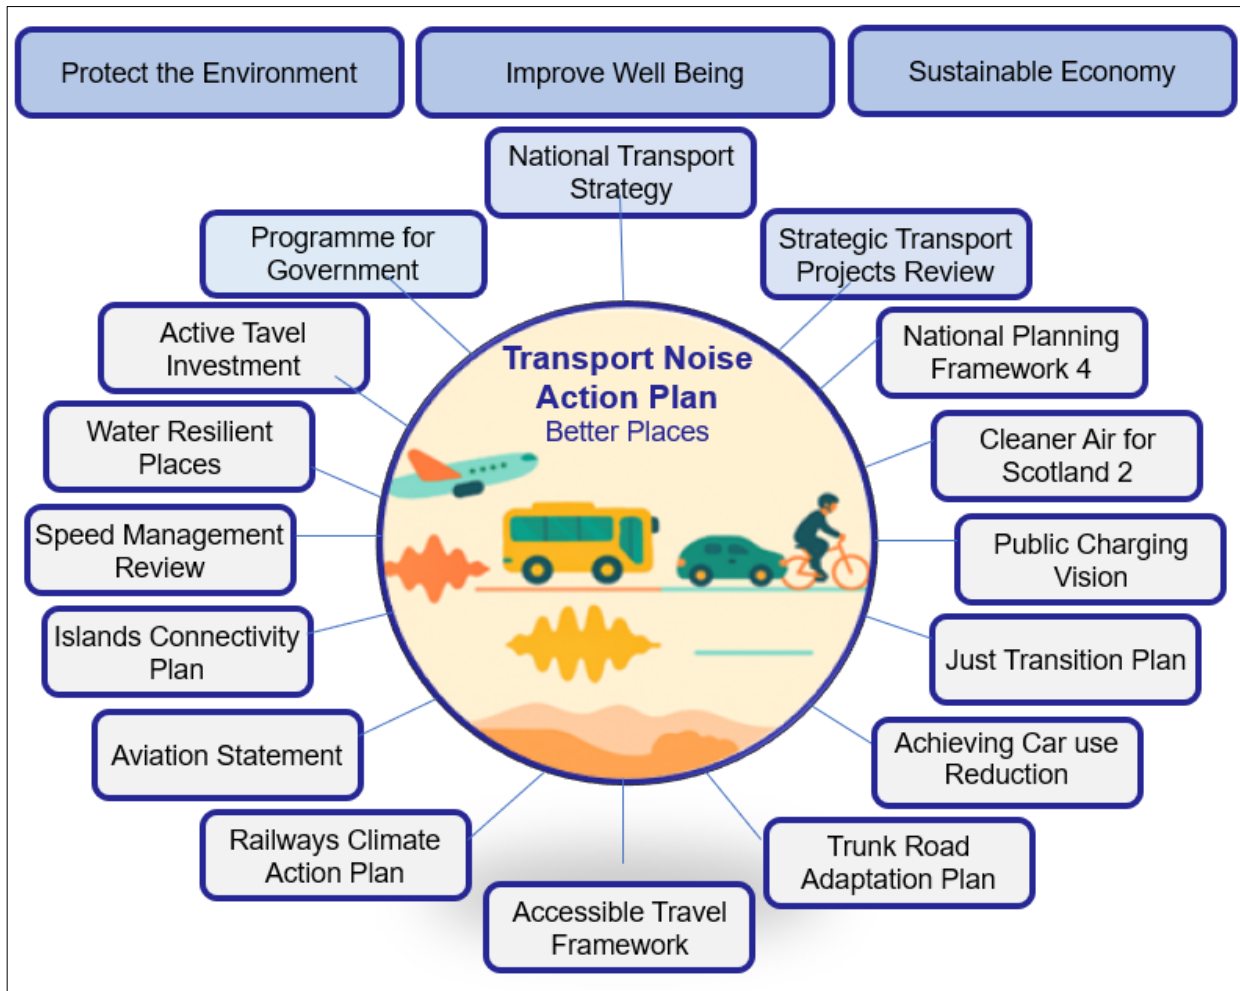 Protect the Environment
Improve Well Being
Sustainable Economy
National Transport
Strategy
Programme for
Government
Strategic Transport
Projects Review
Active Tavel
Investment
National Planning
Framework 4
Transport Noise
Action Plan
Better Places
Water Resilient
Places
Cleaner Air for
Scotland 2
Speed Management
Review
Public Charging
Vision
Islands Connectivity
Plan
Just Transition Plan
Aviation Statement
Achieving Car use
Reduction
Railways Climate
Action Plan
Trunk Road
Adaptation Plan
Accessible Travel
Framework